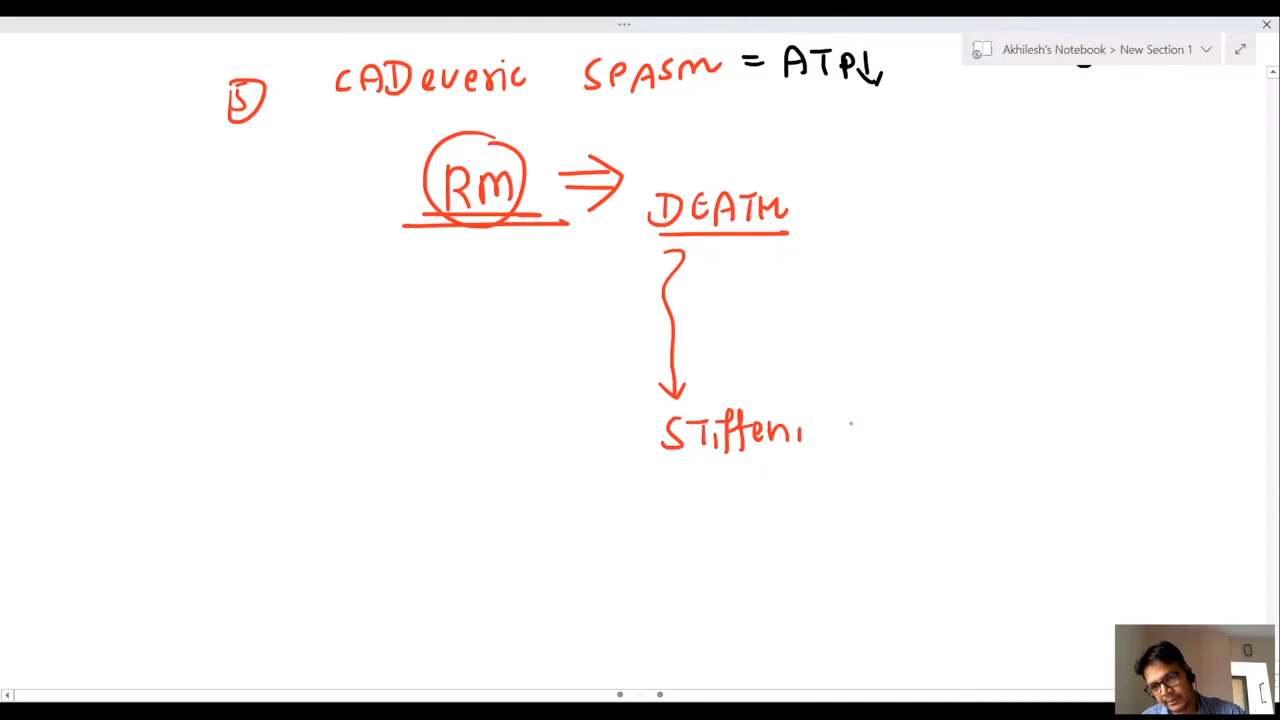 Akhilesh's Notebook > New Section 1
5 CADeveric SPASM = ATP↓
RM ⇒ DEATH
STiffeni